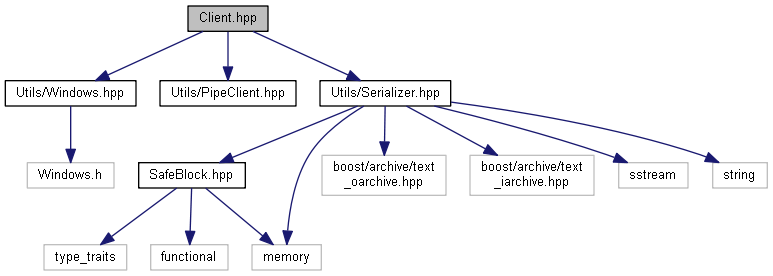 Client.hpp
Utils/Windows.hpp
Utils/PipeClient.hpp
Utils/Serializer.hpp
Windows.h
SafeBlock.hpp
boost/archive/text
_oarchive.hpp
boost/archive/text
_iarchive.hpp
sstream
string
type_traits
functional
memory